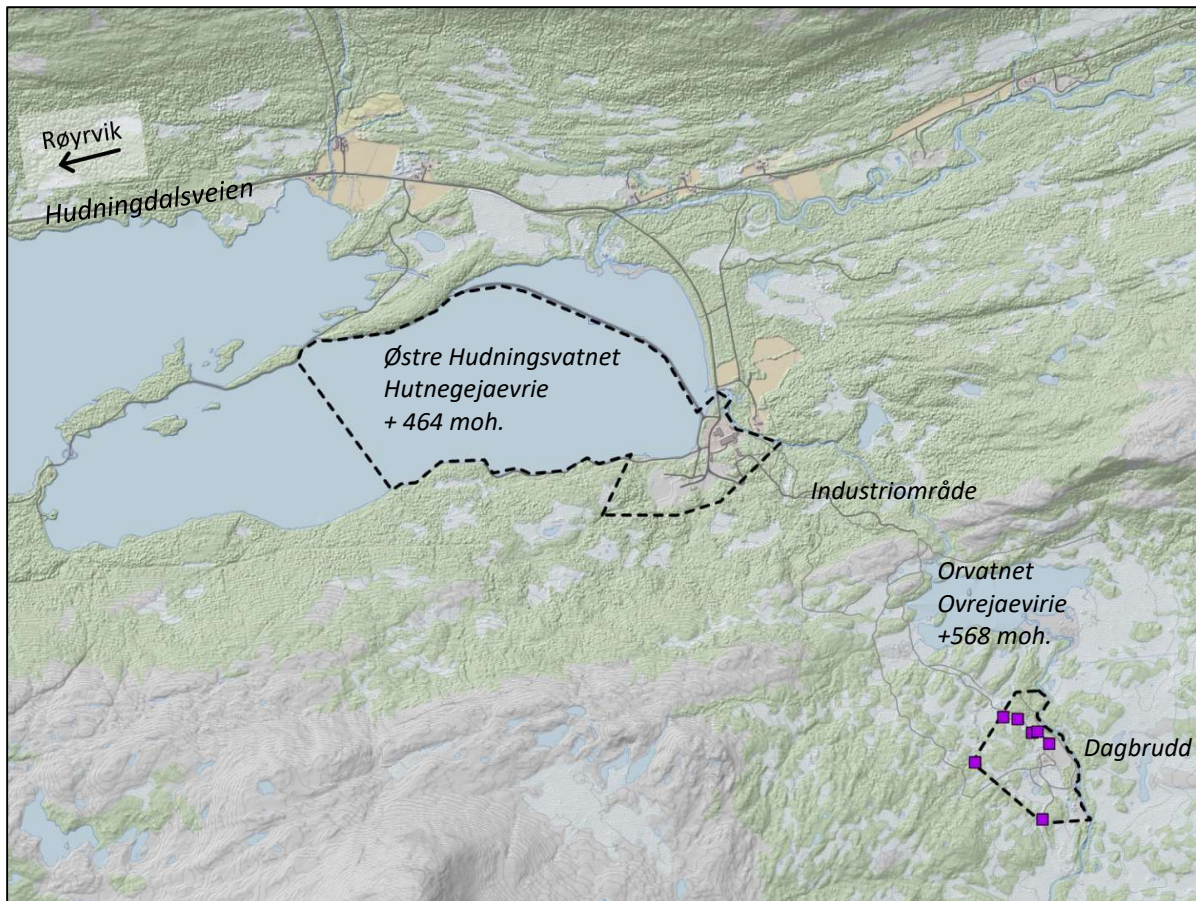 Røyrvik
Hudningdalsveien
Østre Hudningsvatnet
Hutnegejaevrie
+ 464 moh.
Industriområde
Orvatnet
Ovrejaevirie
+568 moh.
Dagbrudd